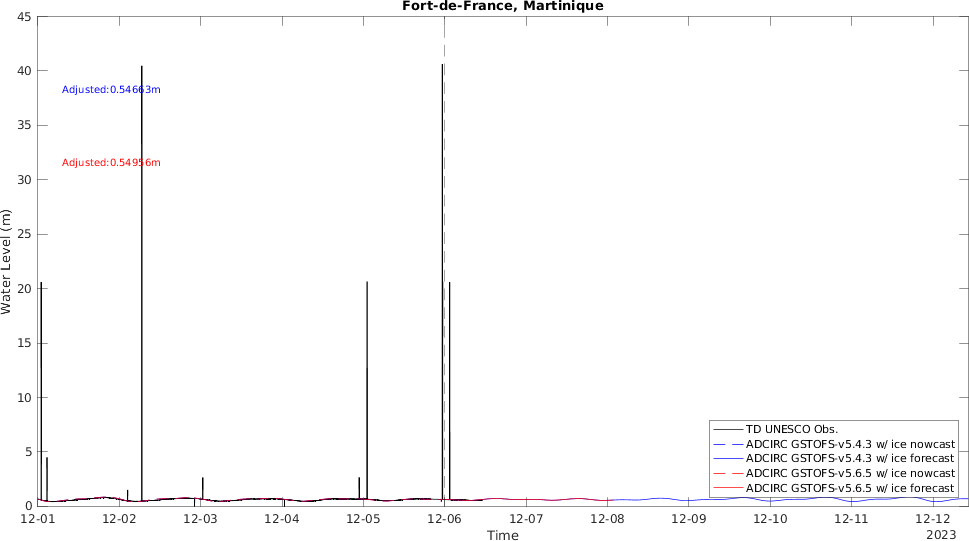 Fort-de-France, Martinique
45
40
35
30
25
20
15
10
5
0
Water Level (m)
Adjusted:0.54663m
Adjusted:0.54956m
TD UNESCO Obs.
ADCIRC GSTOFS-v5.4.3 w/ ice nowcast
ADCIRC GSTOFS-v5.4.3 w/ ice forecast
ADCIRC GSTOFS-v5.6.5 w/ ice nowcast
ADCIRC GSTOFS-v5.6.5 w/ ice forecast
12-01 12-02 12-03 12-04 12-05 12-06 12-07 12-08 12-09 12-10 12-11 12-12
Time
2023